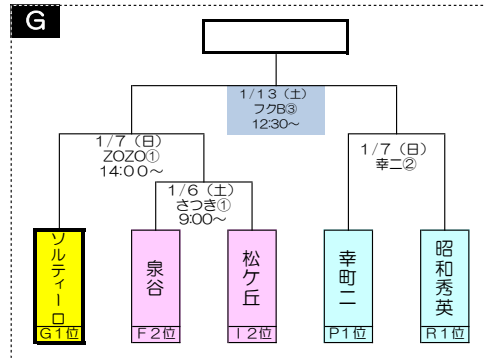 G
1/13（土）
フクB③
12:30～
1/7（日）
ZOZO①
14:00～
1/7（日）
幸二②
1/6（土）
さつき①
9:00～
ソルティーロ
G1位
泉谷
F2位
松ケ丘
I2位
幸町二
P1位
昭和秀英
R1位